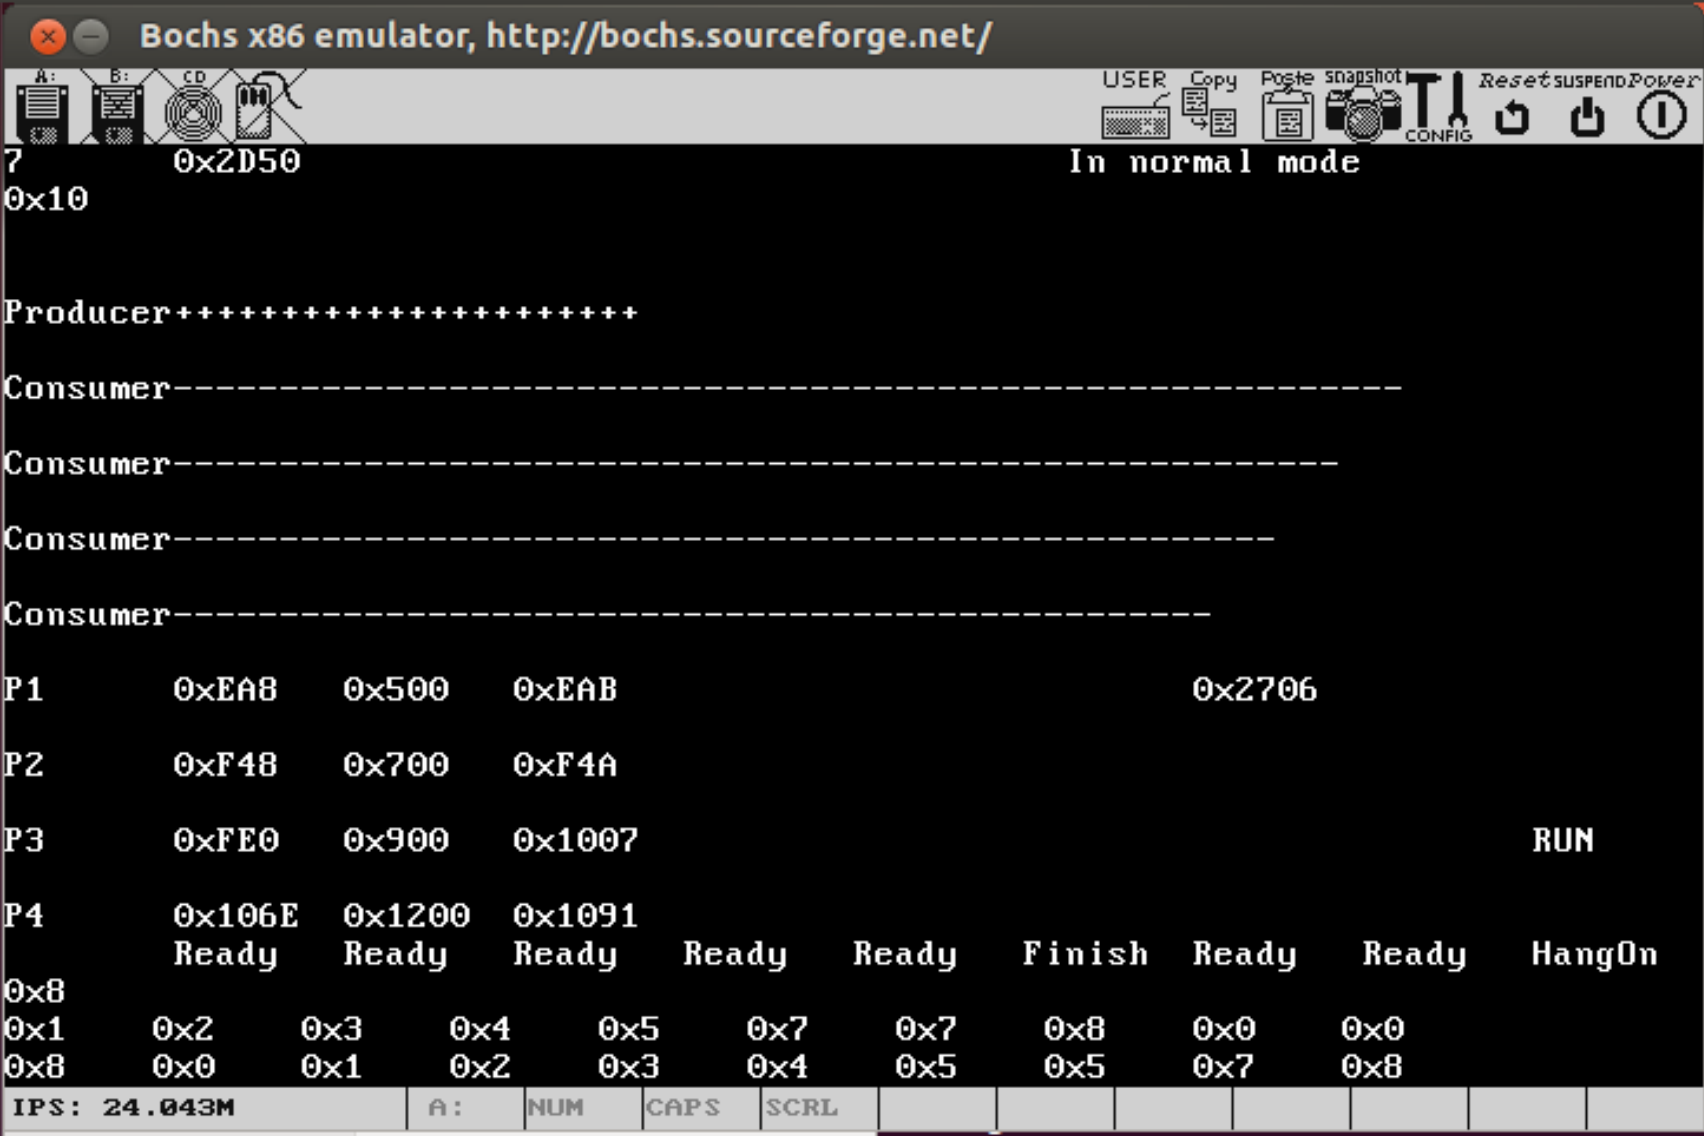 Bochs x86 emulator, http://bochs.sourceforge.net/
A: B: CD USER Copy Paste snapshot CONFIG Reset SUSPEND Power
7 0x2D50 In normal mode
0x10
Producer++++++++++++++++++++++
Consumer----------------------------------------------------------
Consumer-------------------------------------------------------
Consumer----------------------------------------------------
Consumer-------------------------------------------------
P1 0xEA8 0x500 0xEAB 0x2706
P2 0xF48 0x700 0xF4A
P3 0xFE0 0x900 0x1007 RUN
P4 0x106E 0x1200 0x1091
Ready Ready Ready Ready Ready Finish Ready Ready HangOn
0x8
0x1 0x2 0x3 0x4 0x5 0x7 0x7 0x8 0x0 0x0
0x8 0x0 0x1 0x2 0x3 0x4 0x5 0x5 0x7 0x8
IPS: 24.043M A: NUM CAPS SCRL